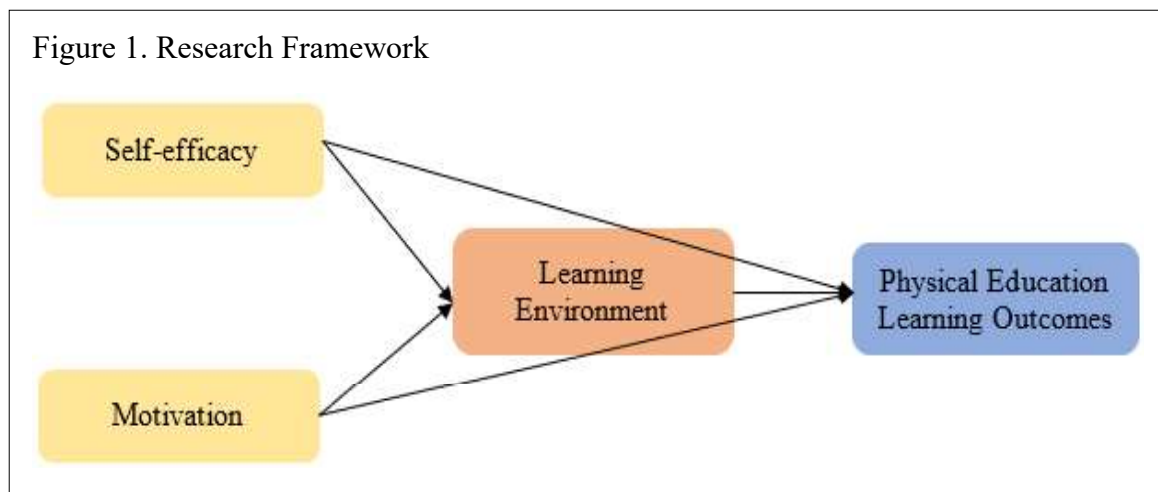 Figure 1. Research Framework
Self-efficacy
Learning
Environment
Physical Education
Learning Outcomes
Motivation